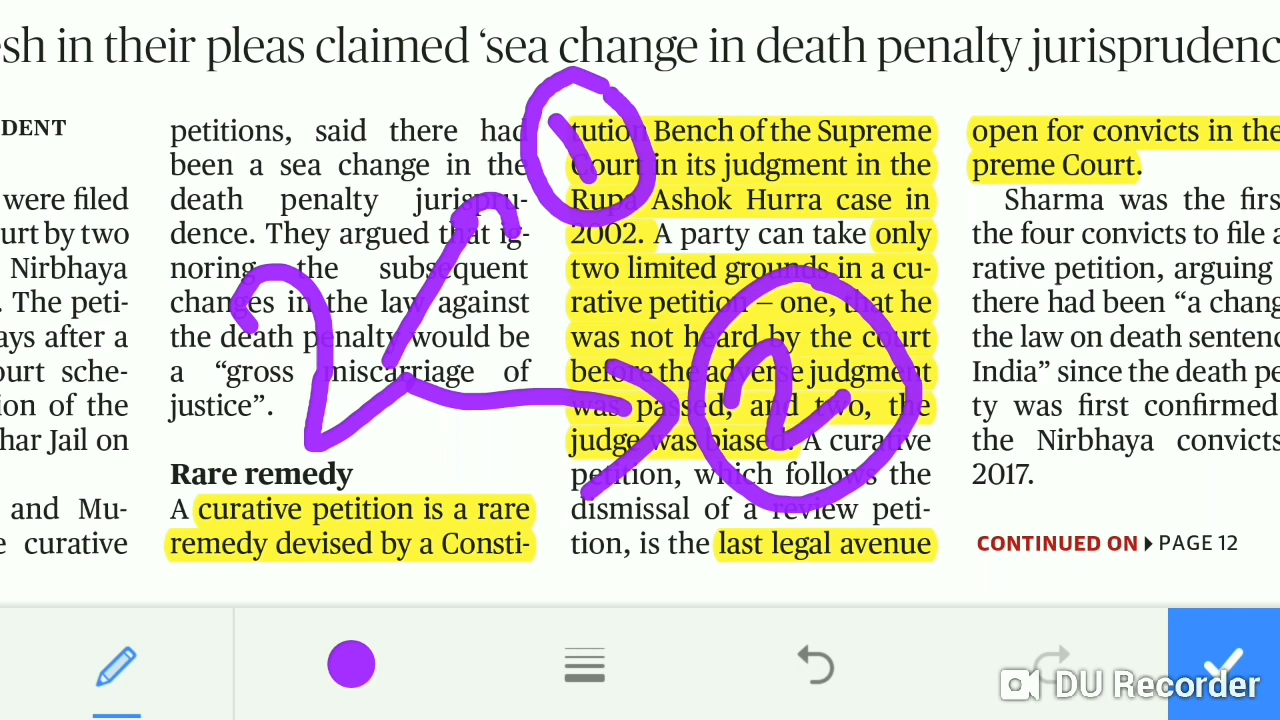 esh in their pleas claimed ‘sea change in death penalty jurisprudenc
DENT
were filed
urt by two
Nirbhaya
. The peti-
ays after a
ourt sche-
ion of the
har Jail on
and Mu-
e curative
petitions, said there had
been a sea change in the
death penalty jurispru-
dence. They argued that ig-
noring the subsequent
changes in the law against
the death penalty would be
a “gross miscarriage of
justice”.
Rare remedy
A curative petition is a rare
remedy devised by a Consti-
tution Bench of the Supreme
Court in its judgment in the
Rupa Ashok Hurra case in
2002. A party can take only
two limited grounds in a cu-
rative petition – one, that he
was not heard by the court
before the adverse judgment
was passed, and two, the
judge was biased. A curative
petition, which follows the
dismissal of a review peti-
tion, is the last legal avenue
open for convicts in the
preme Court.
Sharma was the firs
the four convicts to file a
rative petition, arguing
there had been “a chang
the law on death sentenc
India” since the death pe
ty was first confirmed
the Nirbhaya convicts
2017.
CONTINUED ON PAGE 12
1
2
2
DU Recorder